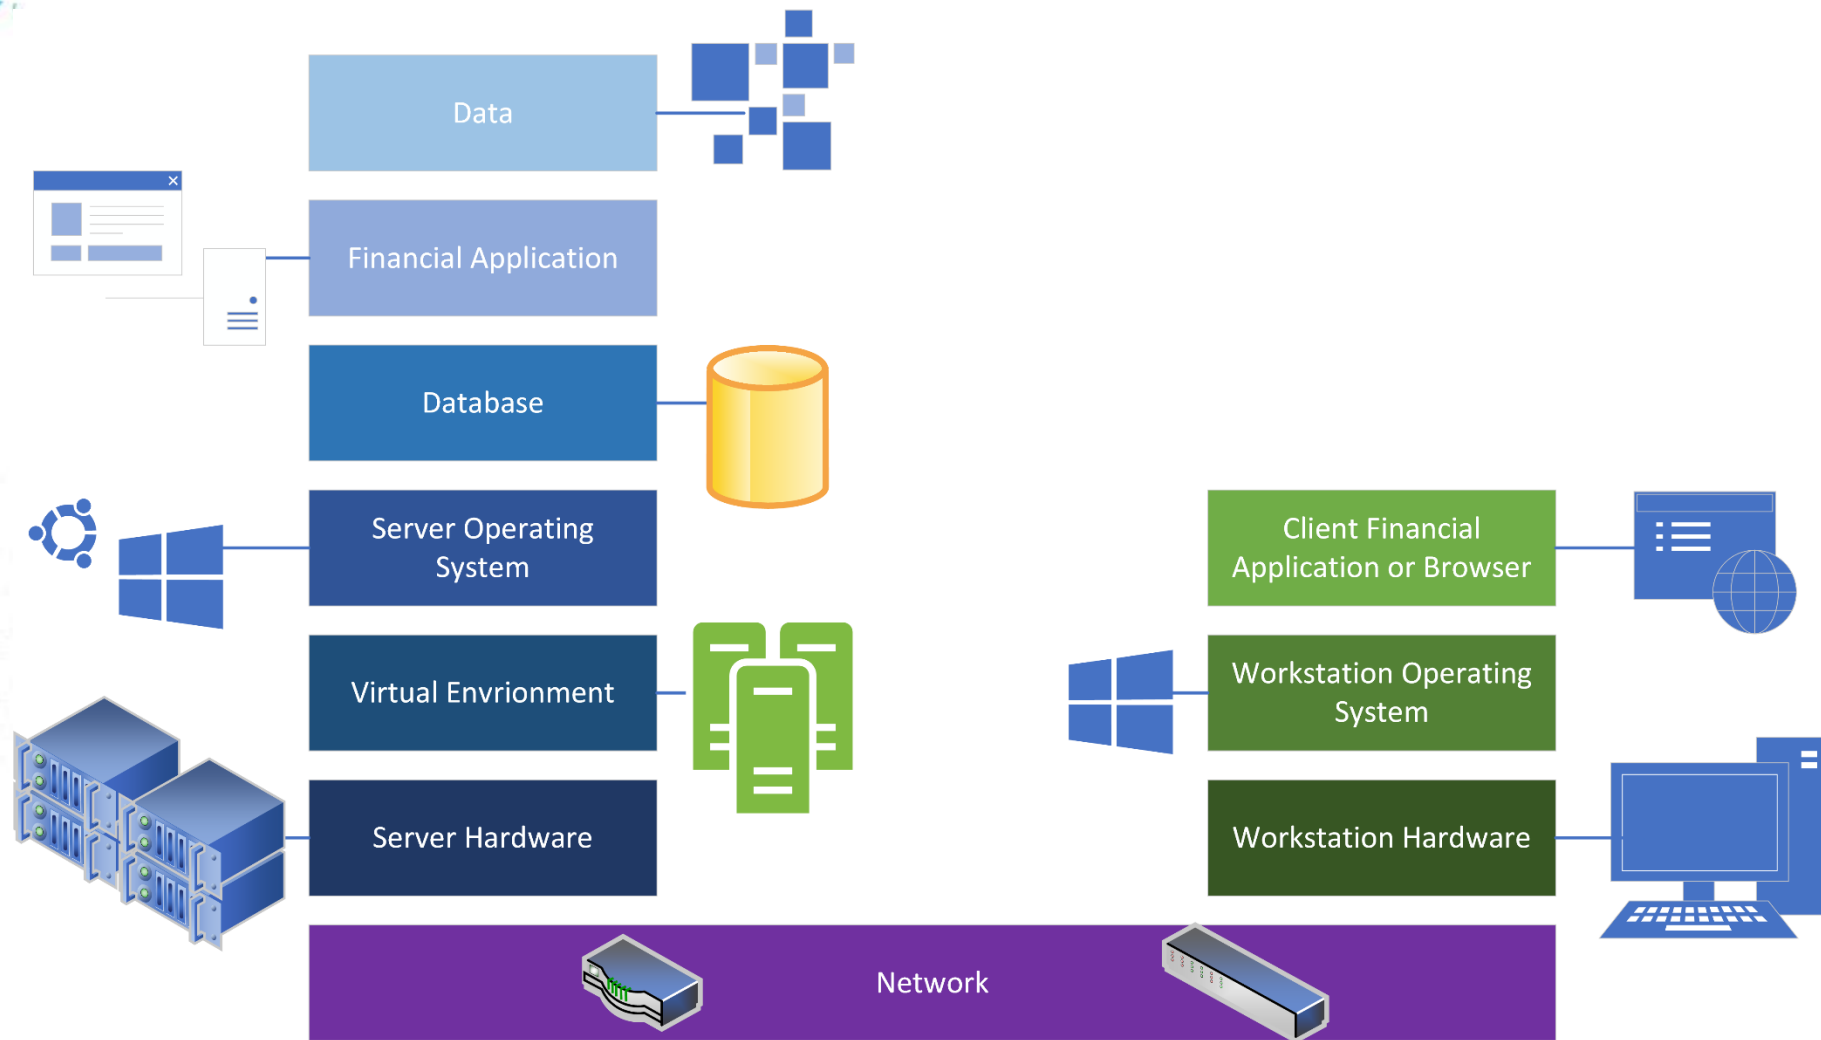 Data
Financial Application
Database
Server Operating
System
Virtual Envrionment
Server Hardware
Client Financial
Application or Browser
Workstation Operating
System
Workstation Hardware
Network